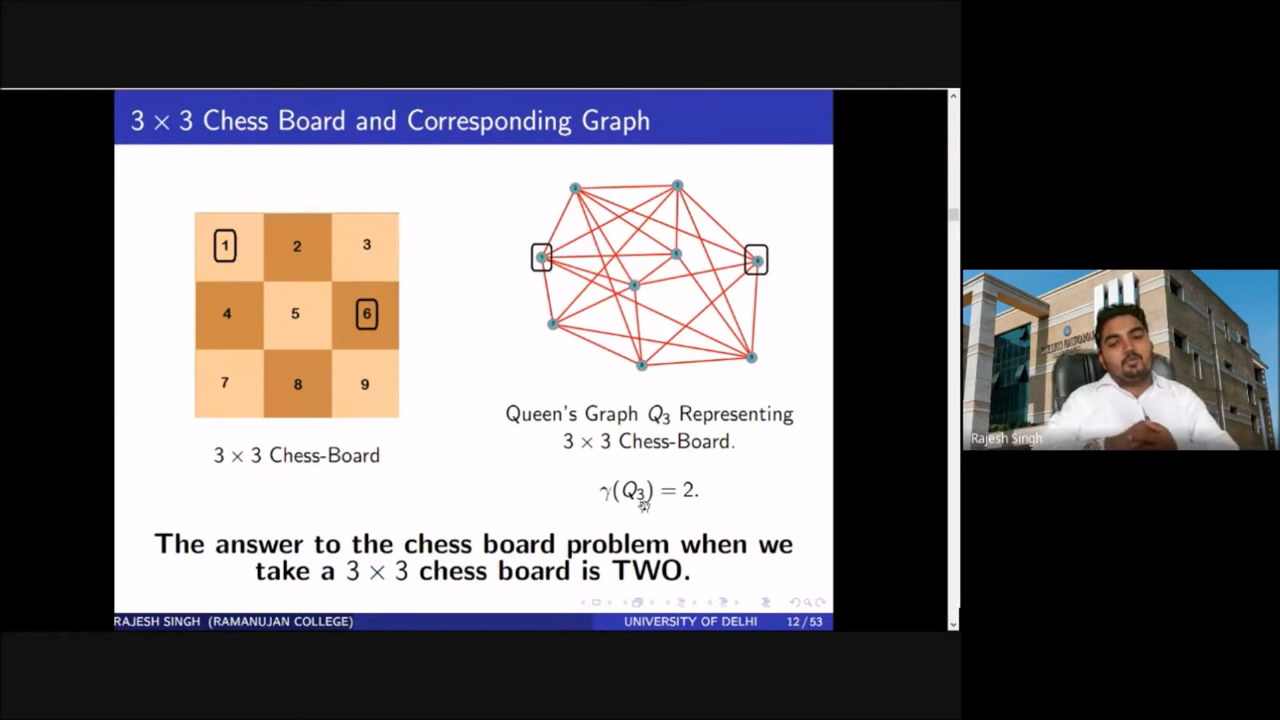 3 × 3 Chess Board and Corresponding Graph
1 2 3
4 5 6
7 8 9
3 × 3 Chess-Board
Queen's Graph Q₃ Representing
3 × 3 Chess-Board.
γ(Q₃) = 2.
The answer to the chess board problem when we
take a 3 × 3 chess board is TWO.
RAJESH SINGH (RAMANUJAN COLLEGE) UNIVERSITY OF DELHI 12/53
Rajesh Singh